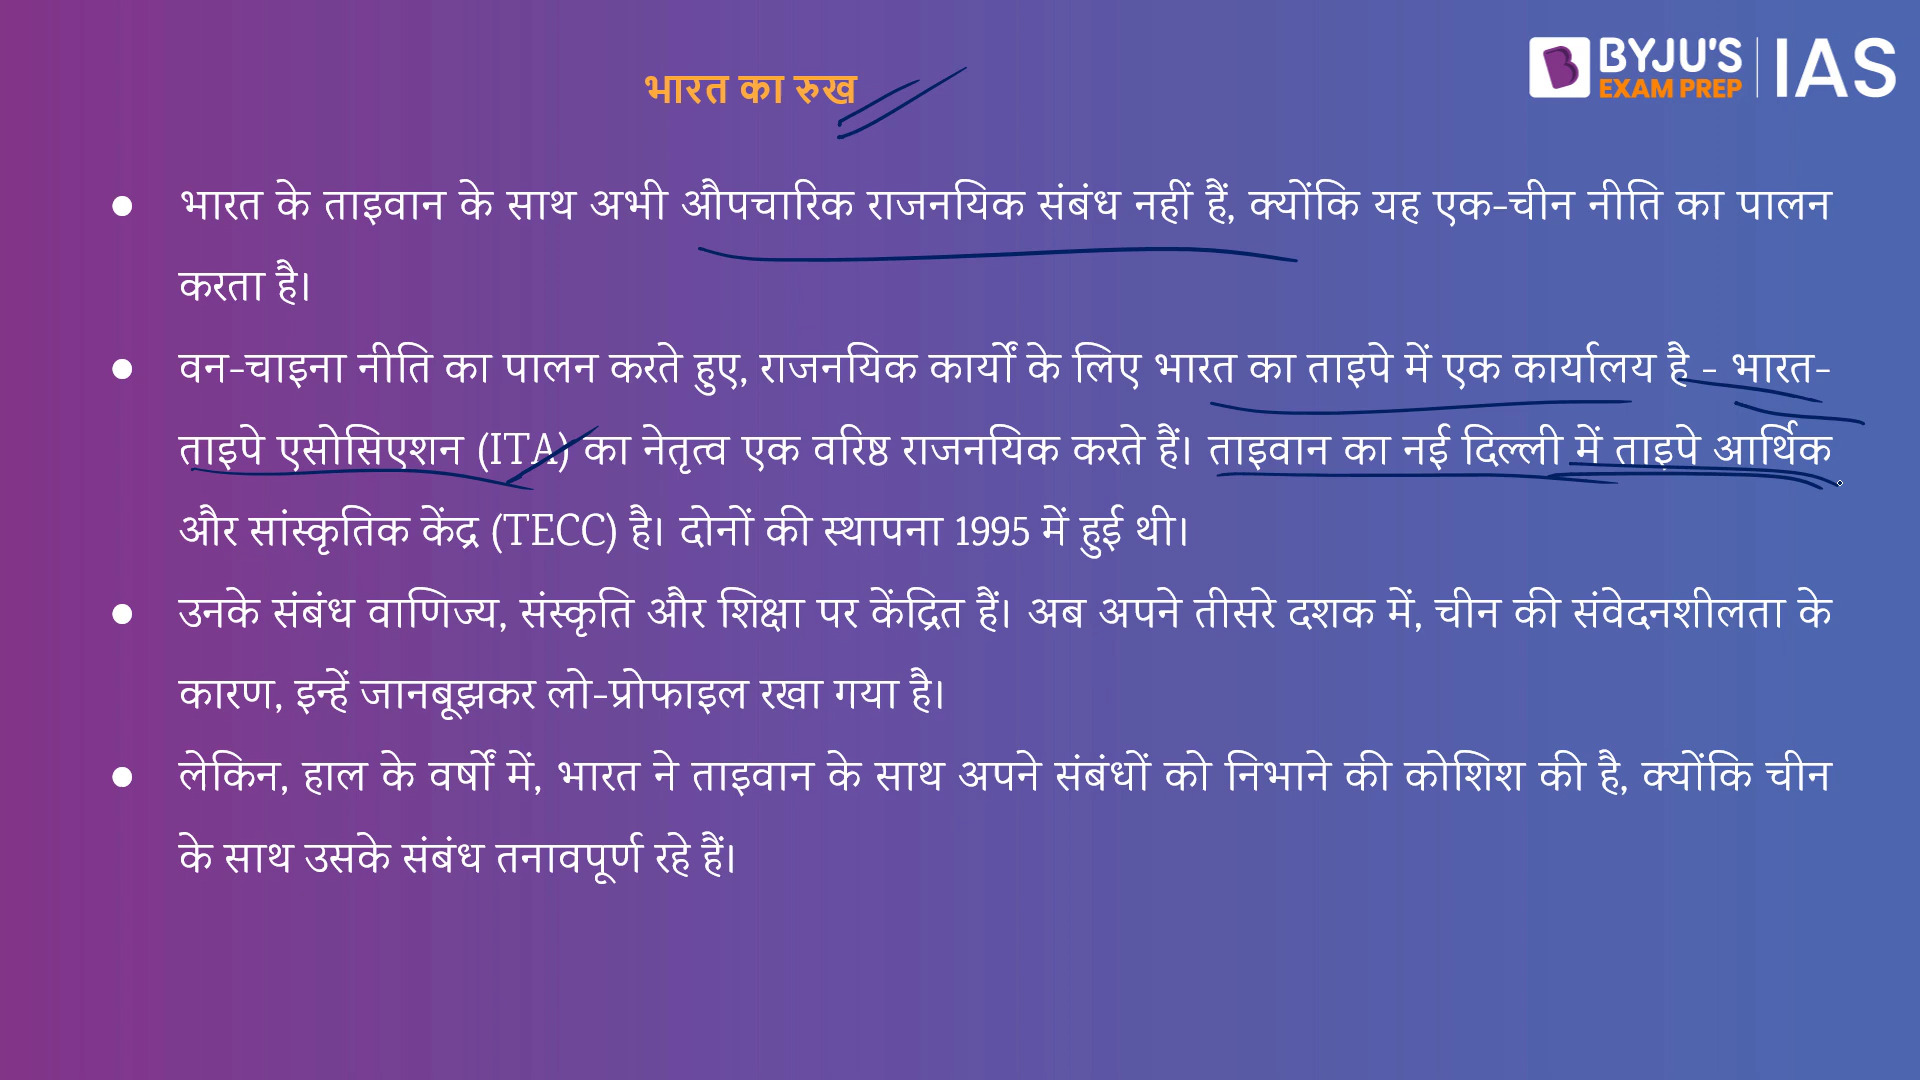 BYJU'S
EXAM PREP
IAS
भारत का रुख
● भारत के ताइवान के साथ अभी औपचारिक राजनयिक संबंध नहीं हैं, क्योंकि यह एक-चीन नीति का पालन
करता है।
● वन-चाइना नीति का पालन करते हुए, राजनयिक कार्यों के लिए भारत का ताइपे में एक कार्यालय है - भारत-
ताइपे एसोसिएशन (ITA) का नेतृत्व एक वरिष्ठ राजनयिक करते हैं। ताइवान का नई दिल्ली में ताइपे आर्थिक
और सांस्कृतिक केंद्र (TECC) है। दोनों की स्थापना 1995 में हुई थी।
● उनके संबंध वाणिज्य, संस्कृति और शिक्षा पर केंद्रित हैं। अब अपने तीसरे दशक में, चीन की संवेदनशीलता के
कारण, इन्हें जानबूझकर लो-प्रोफाइल रखा गया है।
● लेकिन, हाल के वर्षों में, भारत ने ताइवान के साथ अपने संबंधों को निभाने की कोशिश की है, क्योंकि चीन
के साथ उसके संबंध तनावपूर्ण रहे हैं।